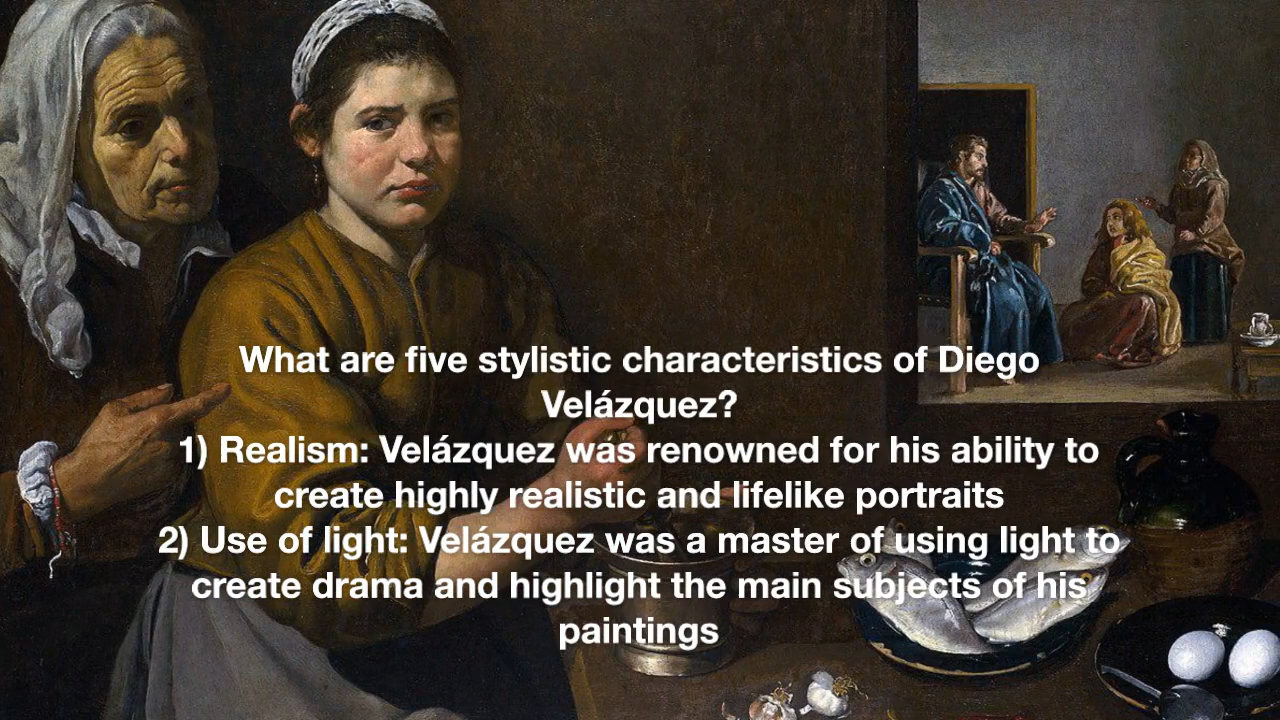 What are five stylistic characteristics of Diego
Velázquez?
1) Realism: Velázquez was renowned for his ability to
create highly realistic and lifelike portraits
2) Use of light: Velázquez was a master of using light to
create drama and highlight the main subjects of his
paintings